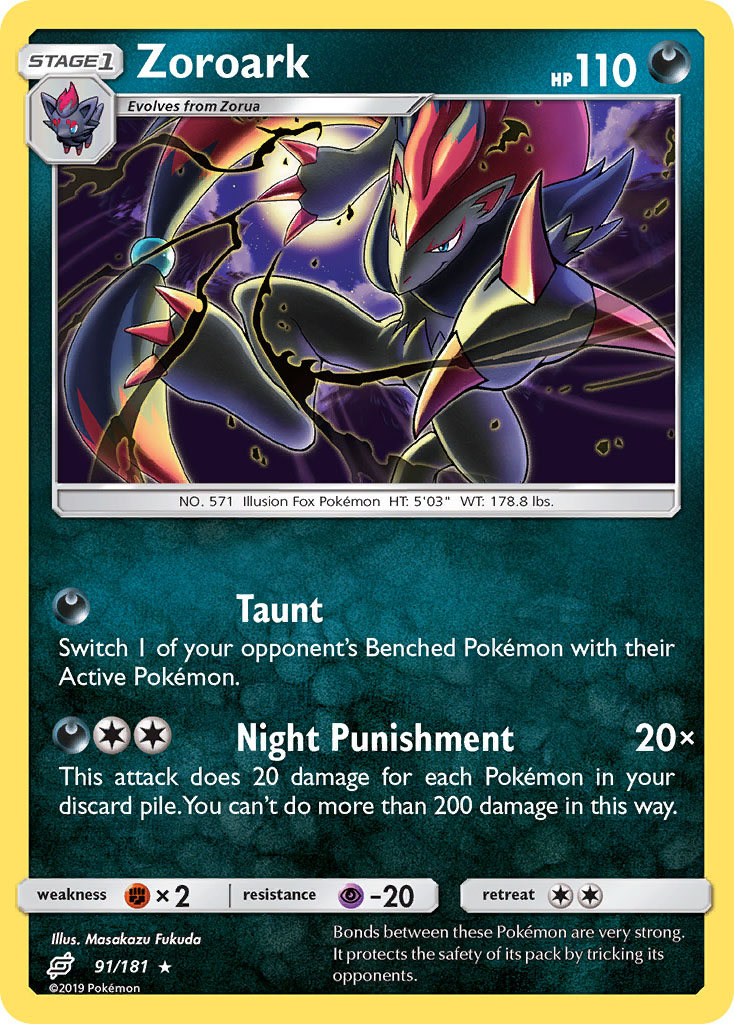 STAGE1
Zoroark
HP110
Evolves from Zorua
NO. 571 Illusion Fox Pokémon HT: 5'03" WT: 178.8 lbs.
Taunt
Switch 1 of your opponent's Benched Pokémon with their
Active Pokémon.
Night Punishment 20×
This attack does 20 damage for each Pokémon in your
discard pile. You can't do more than 200 damage in this way.
weakness ×2 resistance -20 retreat
Illus. Masakazu Fukuda
91/181 ★
©2019 Pokémon
Bonds between these Pokémon are very strong.
It protects the safety of its pack by tricking its
opponents.